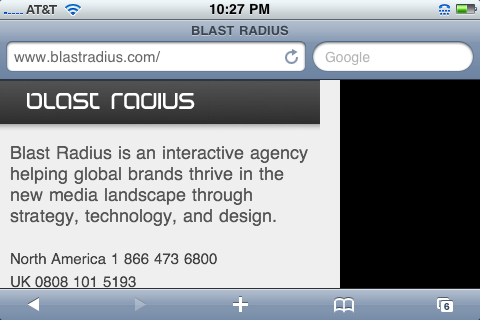 AT&T 10:27 PM
BLAST RADIUS
www.blastradius.com/ Google
BLAST RADIUS
Blast Radius is an interactive agency
helping global brands thrive in the
new media landscape through
strategy, technology, and design.
North America 1 866 473 6800
UK 0808 101 5193
6